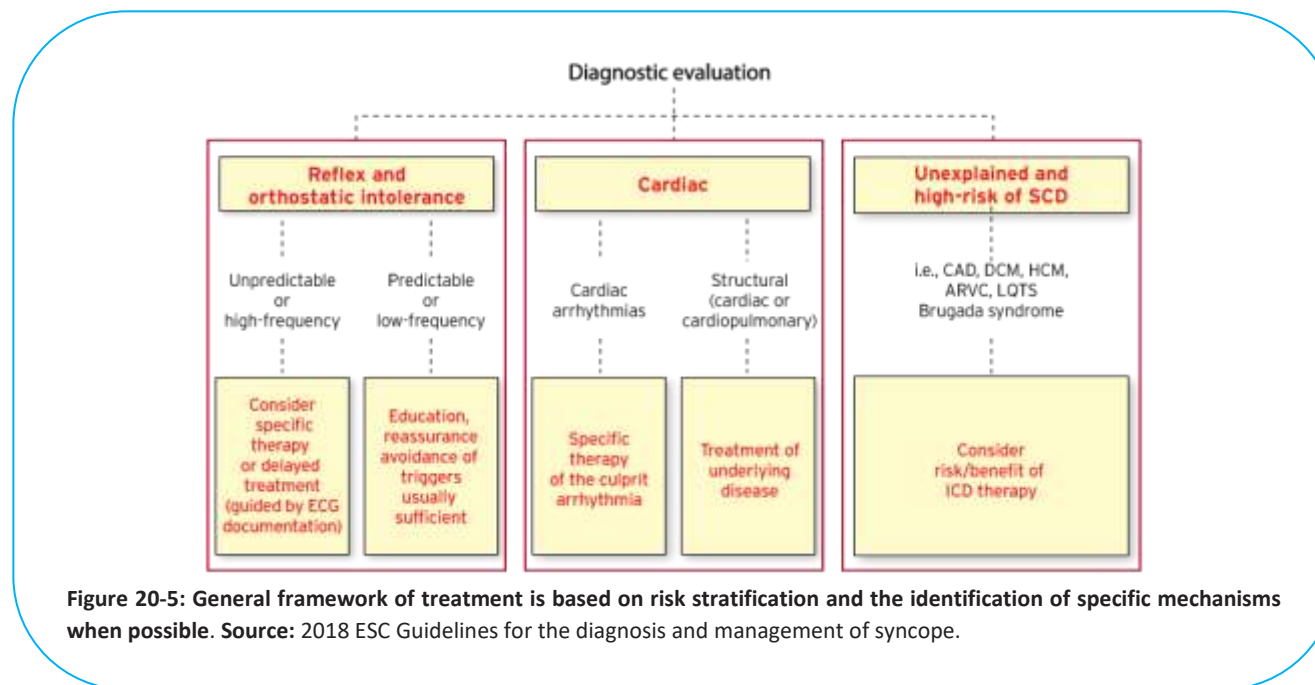 Diagnostic evaluation
Reflex and
orthostatic intolerance
Unpredictable
or
high-frequency
Predictable
or
low-frequency
Consider
specific
therapy
or delayed
treatment
(guided by ECG
documentation)
Education,
reassurance
avoidance of
triggers
usually
sufficient
Cardiac
Cardiac
arrhythmias
Structural
(cardiac or
cardiopulmonary)
Specific
therapy
of the culprit
arrhythmia
Treatment of
underlying
disease
Unexplained and
high-risk of SCD
i.e., CAD, DCM, HCM,
ARVC, LQTS
Brugada syndrome
Consider
risk/benefit of
ICD therapy
Figure 20-5: General framework of treatment is based on risk stratification and the identification of specific mechanisms
when possible. Source: 2018 ESC Guidelines for the diagnosis and management of syncope.